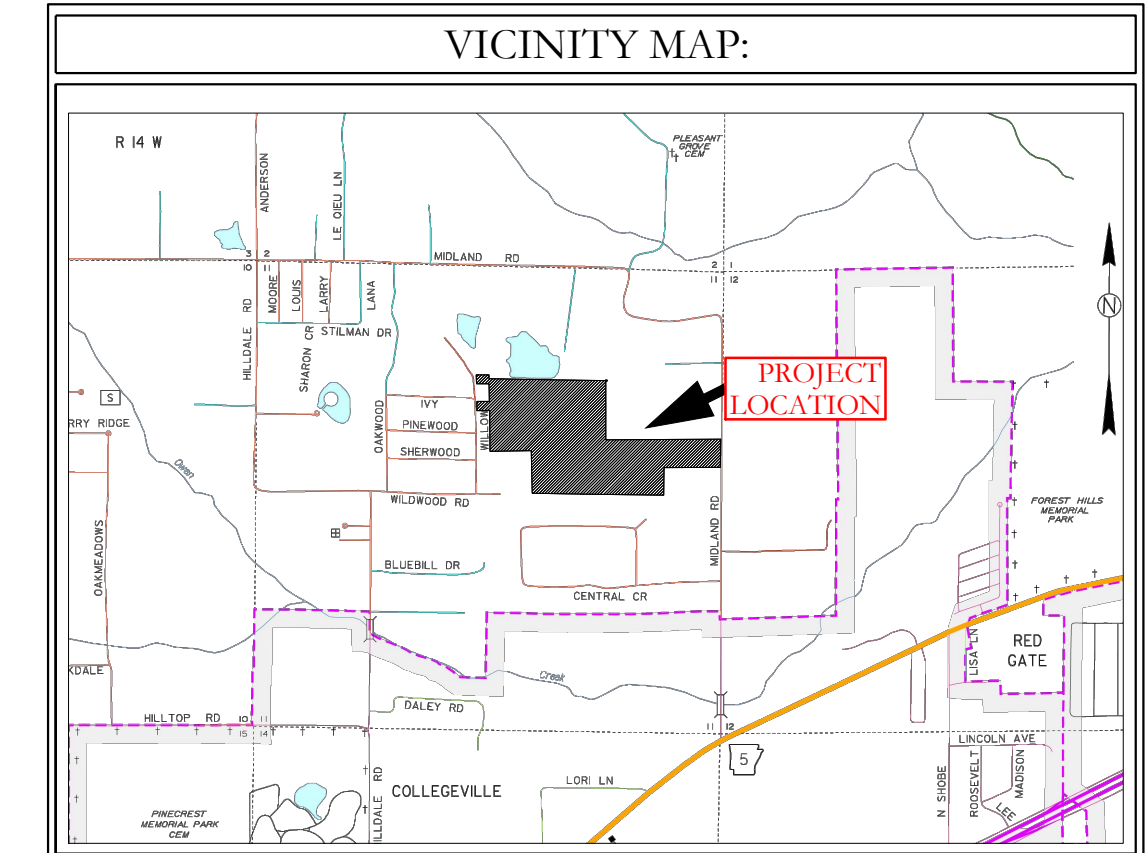 VICINITY MAP:
R 14 W
PLEASANT
GROVE
CEM
ANDERSON
LE QIEU LN
MIDLAND RD
3 2
10 11
2 1
11 12
MOORE
LOUIS
LARRY
LANA
HILLDALE RD
SHARON CR
STILMAN DR
N
PROJECT
LOCATION
S
RRY RIDGE
OAKWOOD
IVY
PINEWOOD
SHERWOOD
WILLOW
WILDWOOD RD
Owen
MIDLAND RD
FOREST HILLS
MEMORIAL
PARK
OAKMEADOWS
BLUEBILL DR
CENTRAL CR
LISA LN
RED
GATE
KDALE
Creek
DALEY RD
HILLTOP RD
10 11
15 14
11 12
5
LINCOLN AVE
LORI LN
COLLEGEVILLE
ILLDALE RD
N SHOBE
ROOSEVELT
MADISON
LEE
PINECREST
MEMORIAL PARK
CEM